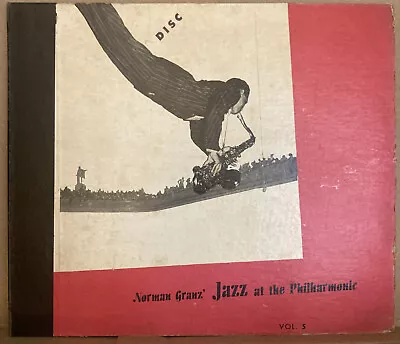 DISC
Norman Granz' Jazz at the Philharmonic
VOL. 5